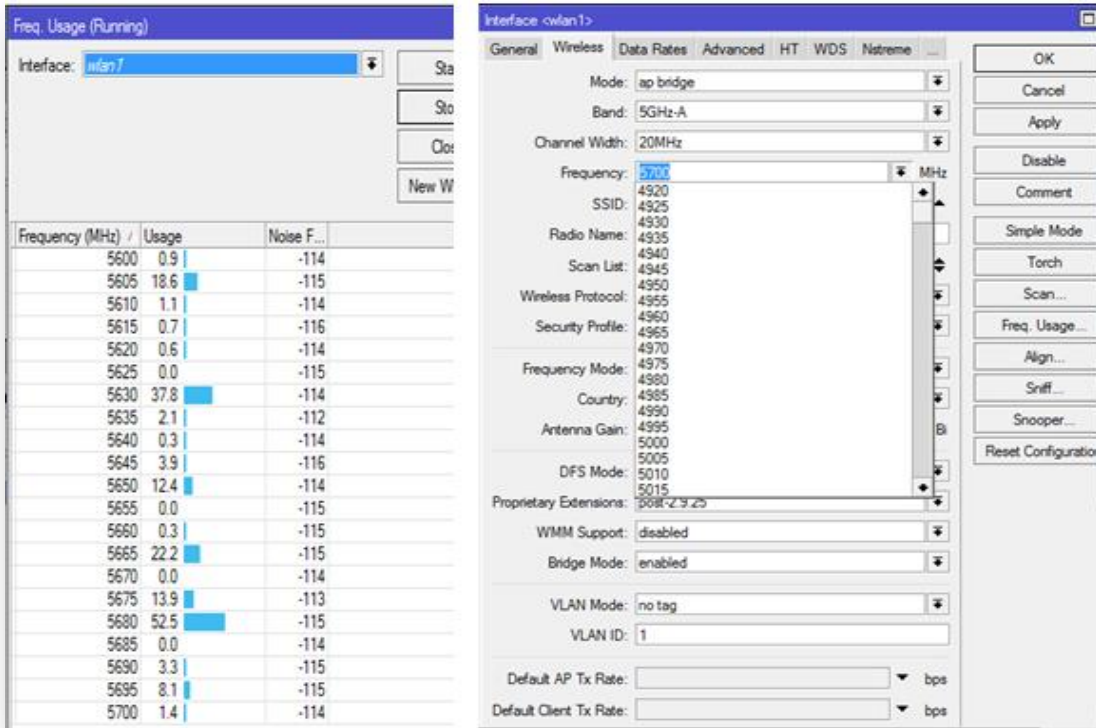 Freq. Usage (Running)
Interface: wlan1
Sta
Sto
Clos
New W
Frequency (MHz) / Usage Noise F...
5600 0.9 -114
5605 18.6 -115
5610 1.1 -114
5615 0.7 -116
5620 0.6 -114
5625 0.0 -115
5630 37.8 -114
5635 2.1 -112
5640 0.3 -114
5645 3.9 -116
5650 12.4 -114
5655 0.0 -115
5660 0.3 -115
5665 22.2 -115
5670 0.0 -114
5675 13.9 -113
5680 52.5 -115
5685 0.0 -114
5690 3.3 -115
5695 8.1 -115
5700 1.4 -114
Interface <wlan1>
General Wireless Data Rates Advanced HT WDS Nstreme ...
Mode: ap bridge
Band: 5GHz-A
Channel Width: 20MHz
Frequency: 5700 MHz
SSID:
Radio Name:
Scan List:
Wireless Protocol:
Security Profile:
Frequency Mode:
Country:
Antenna Gain: Bi
DFS Mode:
4920
4925
4930
4935
4940
4945
4950
4955
4960
4965
4970
4975
4980
4985
4990
4995
5000
5005
5010
5015
Proprietary Extensions: post-2.9.25
WMM Support: disabled
Bridge Mode: enabled
VLAN Mode: no tag
VLAN ID: 1
Default AP Tx Rate: bps
Default Client Tx Rate: bps
OK
Cancel
Apply
Disable
Comment
Simple Mode
Torch
Scan...
Freq. Usage...
Align...
Sniff...
Snooper...
Reset Configuration